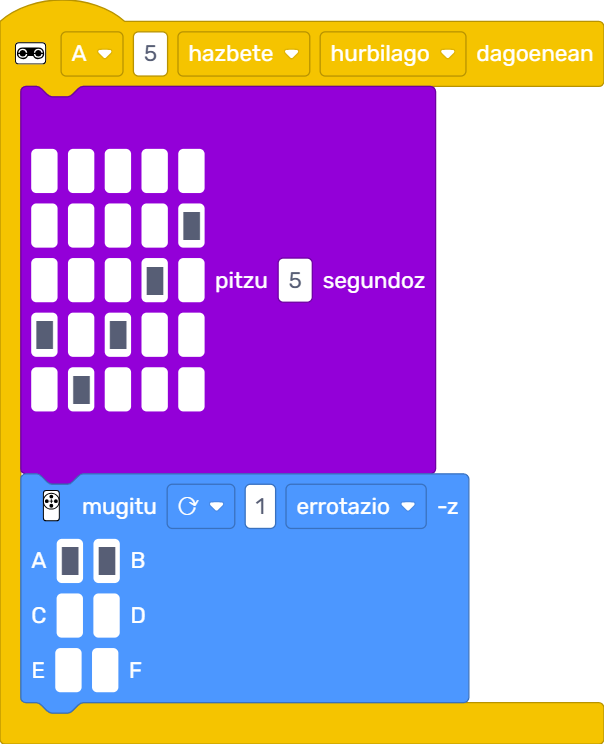 A 5 hazbete hurbilago dagoenean
pitzu 5 segundoz
mugitu 1 errotazio -z
A B
C D
E F